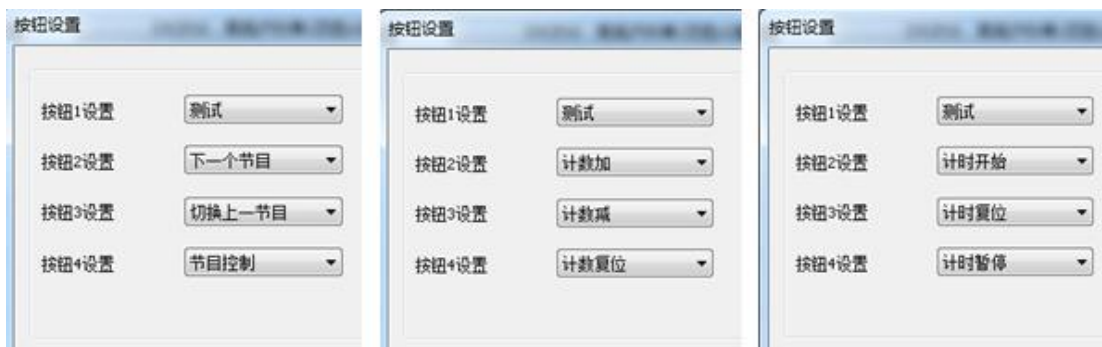 按钮设置
按钮1设置 测试
按钮2设置 下一个节目
按钮3设置 切换上一节目
按钮4设置 节目控制
按钮设置
按钮1设置 测试
按钮2设置 计数加
按钮3设置 计数减
按钮4设置 计数复位
按钮设置
按钮1设置 测试
按钮2设置 计时开始
按钮3设置 计时复位
按钮4设置 计时暂停